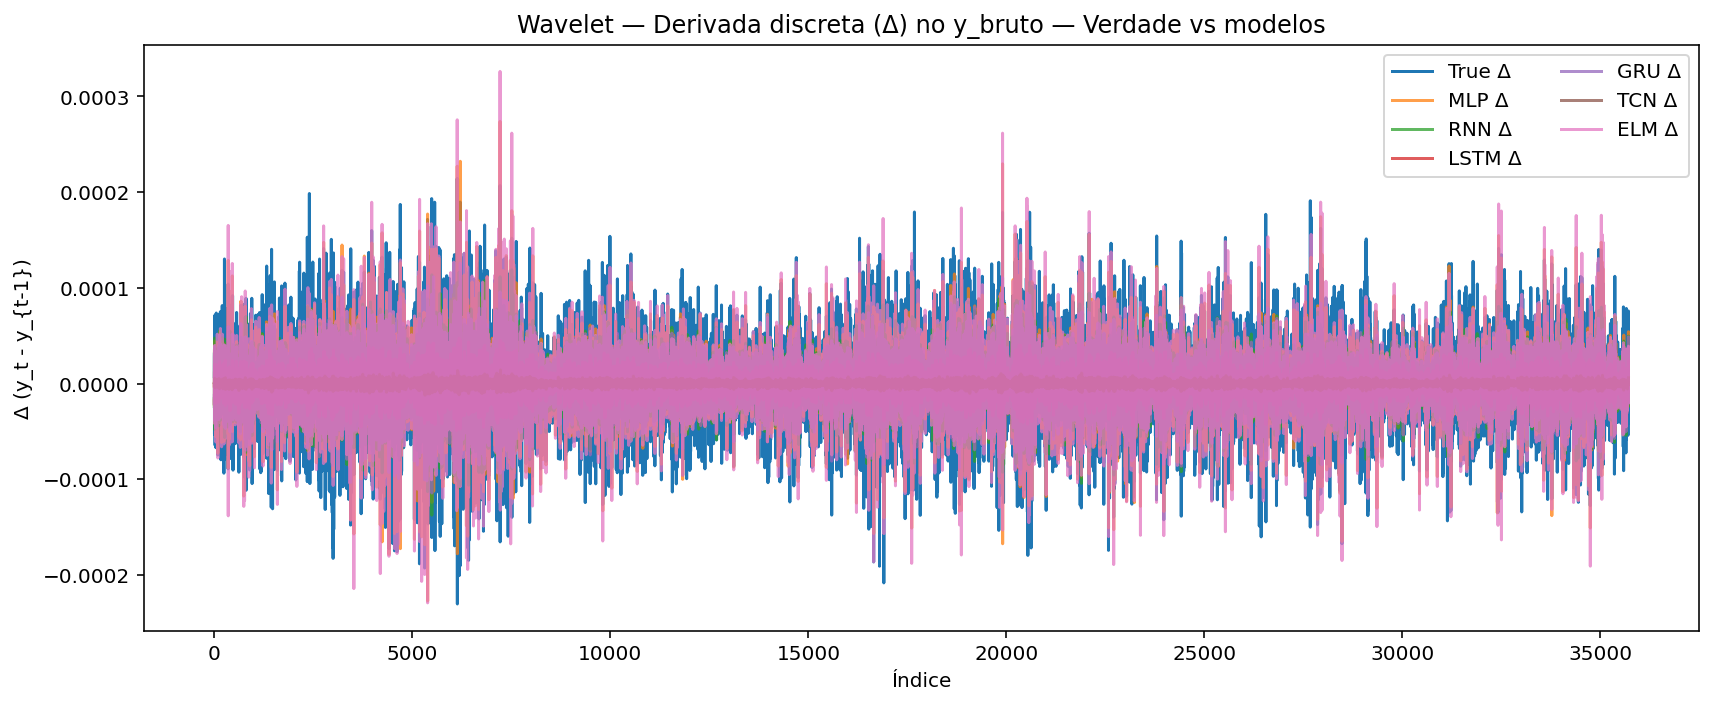 Wavelet — Derivada discreta (Δ) no y_bruto — Verdade vs modelos
Δ (y_t - y_{t-1})
0.0003
0.0002
0.0001
0.0000
−0.0001
−0.0002
True Δ
MLP Δ
RNN Δ
LSTM Δ
GRU Δ
TCN Δ
ELM Δ
0 5000 10000 15000 20000 25000 30000 35000
Índice